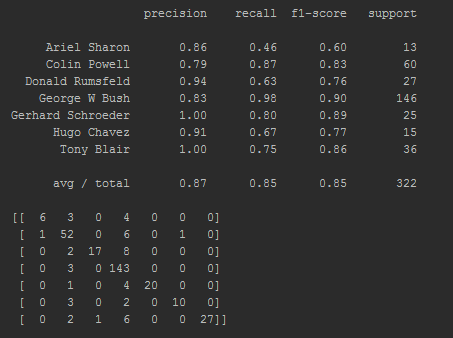 precision recall f1-score support
Ariel Sharon 0.86 0.46 0.60 13
Colin Powell 0.79 0.87 0.83 60
Donald Rumsfeld 0.94 0.63 0.76 27
George W Bush 0.83 0.98 0.90 146
Gerhard Schroeder 1.00 0.80 0.89 25
Hugo Chavez 0.91 0.67 0.77 15
Tony Blair 1.00 0.75 0.86 36
avg / total 0.87 0.85 0.85 322
[[ 6 3 0 4 0 0 0]
[ 1 52 0 6 0 1 0]
[ 0 2 17 8 0 0 0]
[ 0 3 0 143 0 0 0]
[ 0 1 0 4 20 0 0]
[ 0 3 0 2 0 10 0]
[ 0 2 1 6 0 0 27]]